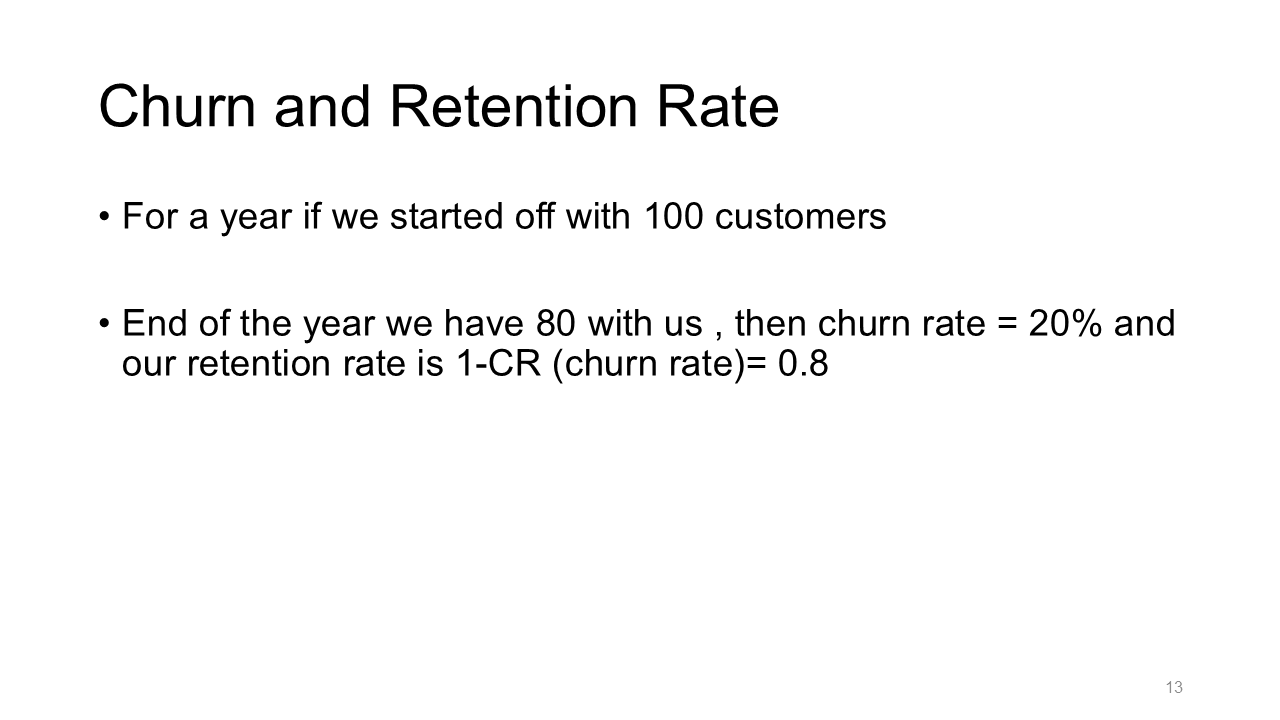 Churn and Retention Rate
• For a year if we started off with 100 customers
• End of the year we have 80 with us , then churn rate = 20% and
our retention rate is 1-CR (churn rate)= 0.8
13